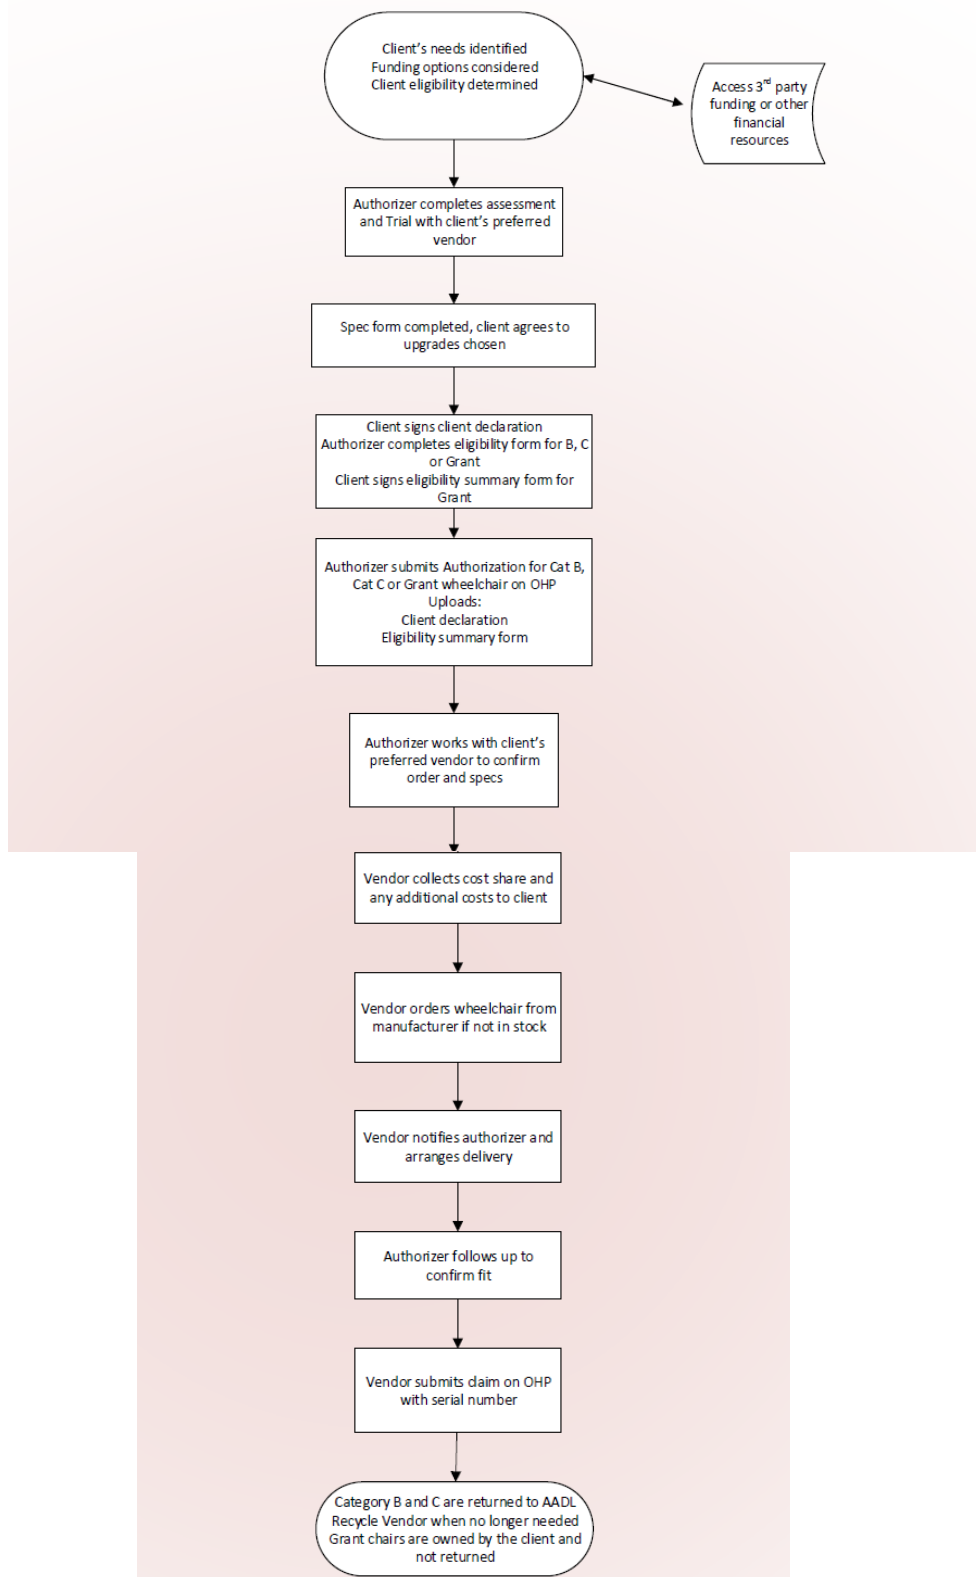 Client's needs identified
Funding options considered
Client eligibility determined
Access 3rd party
funding or other
financial
resources
Authorizer completes assessment
and Trial with client's preferred
vendor
Spec form completed, client agrees to
upgrades chosen
Client signs client declaration
Authorizer completes eligibility form for B, C
or Grant
Client signs eligibility summary form for
Grant
Authorizer submits Authorization for Cat B,
Cat C or Grant wheelchair on OHP
Uploads:
Client declaration
Eligibility summary form
Authorizer works with client's
preferred vendor to confirm
order and specs
Vendor collects cost share and
any additional costs to client
Vendor orders wheelchair from
manufacturer if not in stock
Vendor notifies authorizer and
arranges delivery
Authorizer follows up to
confirm fit
Vendor submits claim on OHP
with serial number
Category B and C are returned to AADL
Recycle Vendor when no longer needed
Grant chairs are owned by the client and
not returned